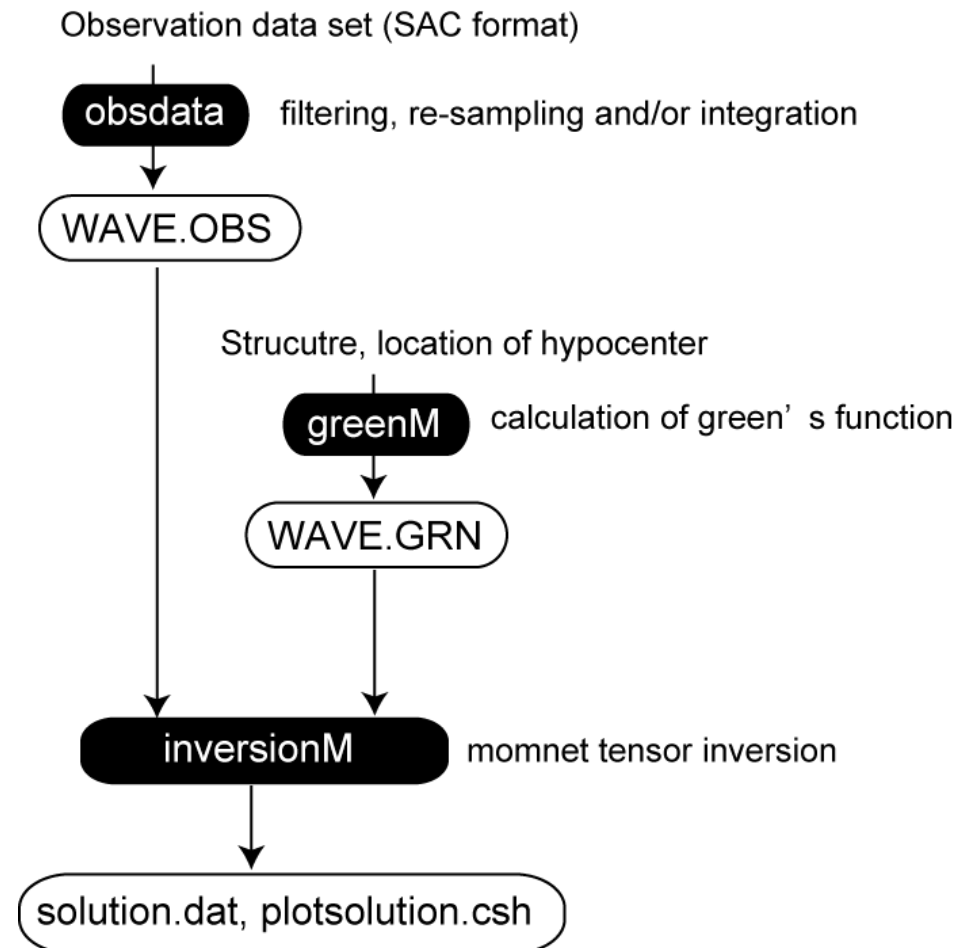 Observation data set (SAC format)
obsdata
filtering, re-sampling and/or integration
WAVE.OBS
Strucutre, location of hypocenter
greenM
calculation of green’ s function
WAVE.GRN
inversionM
momnet tensor inversion
solution.dat, plotsolution.csh